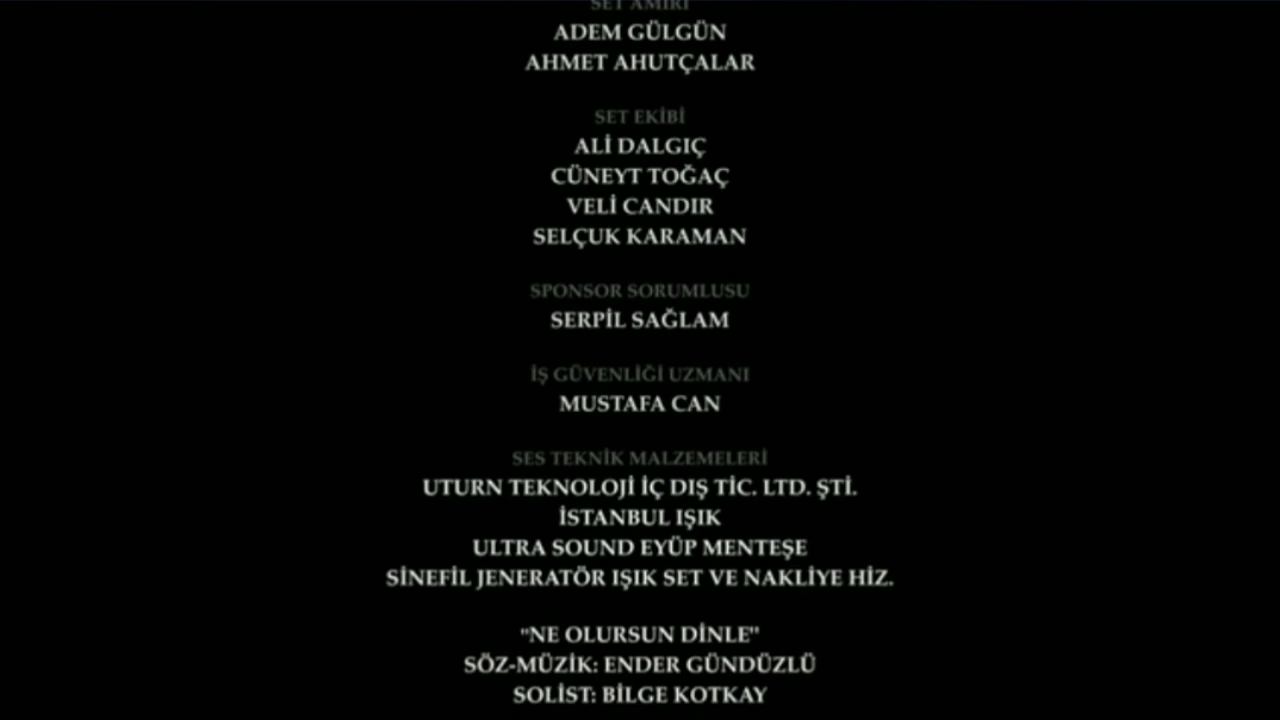 SET AMİRİ
ADEM GÜLGÜN
AHMET AHUTÇALAR
SET EKİBİ
ALİ DALGIÇ
CÜNEYT TOĞAÇ
VELİ CANDIR
SELÇUK KARAMAN
SPONSOR SORUMLUSU
SERPİL SAĞLAM
İŞ GÜVENLİĞİ UZMANI
MUSTAFA CAN
SES TEKNİK MALZEMELERİ
UTURN TEKNOLOJİ İÇ DIŞ TİC. LTD. ŞTİ.
İSTANBUL IŞIK
ULTRA SOUND EYÜP MENTEŞE
SİNEFİL JENERATÖR IŞIK SET VE NAKLİYE HİZ.
"NE OLURSUN DİNLE"
SÖZ-MÜZİK: ENDER GÜNDÜZLÜ
SOLİST: BİLGE KOTKAY